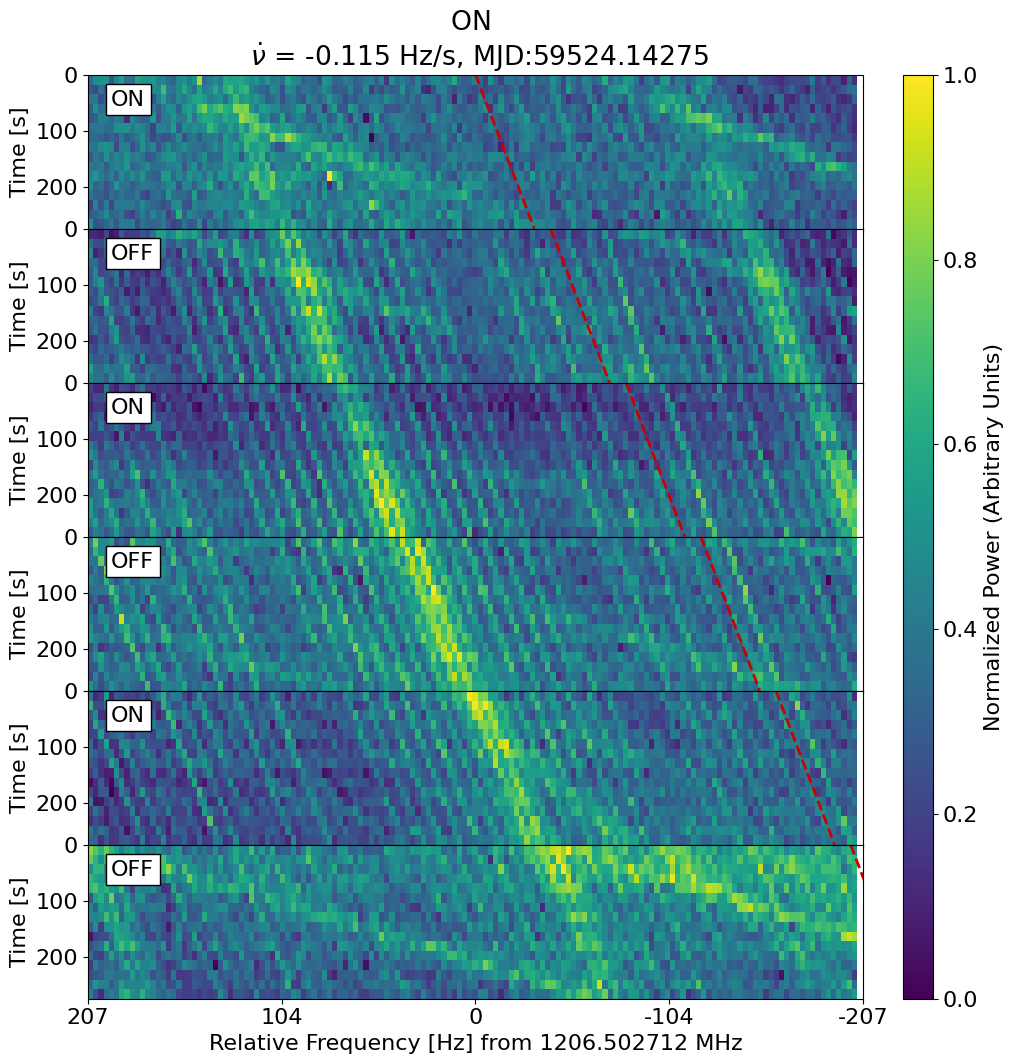 ON
ν̇ = -0.115 Hz/s, MJD:59524.14275
0
ON
100
Time [s]
200
0
OFF
100
Time [s]
200
0
ON
100
Time [s]
200
0
OFF
100
Time [s]
200
0
ON
100
Time [s]
200
0
OFF
100
Time [s]
200
207 104 0 -104 -207
Relative Frequency [Hz] from 1206.502712 MHz
1.0
0.8
0.6
0.4
0.2
0.0
Normalized Power (Arbitrary Units)